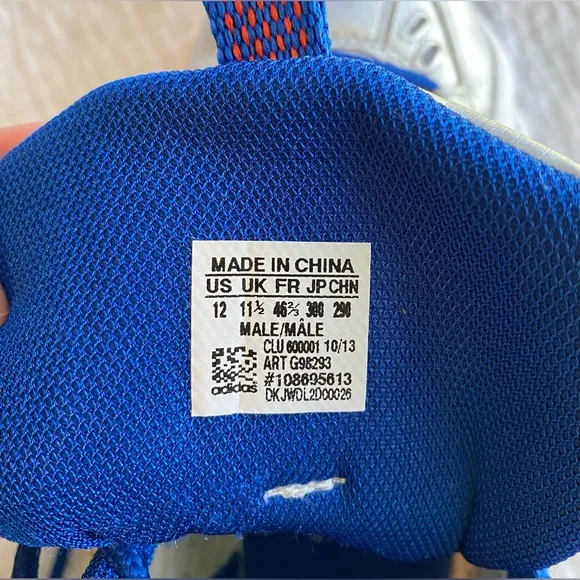 MADE IN CHINA
US UK FR JP CHN
12 11½ 46⅔ 300 290
MALE/MÂLE
CLU 600001 10/13
ART G98293
#108695613
adidas DKJWDL2D00026